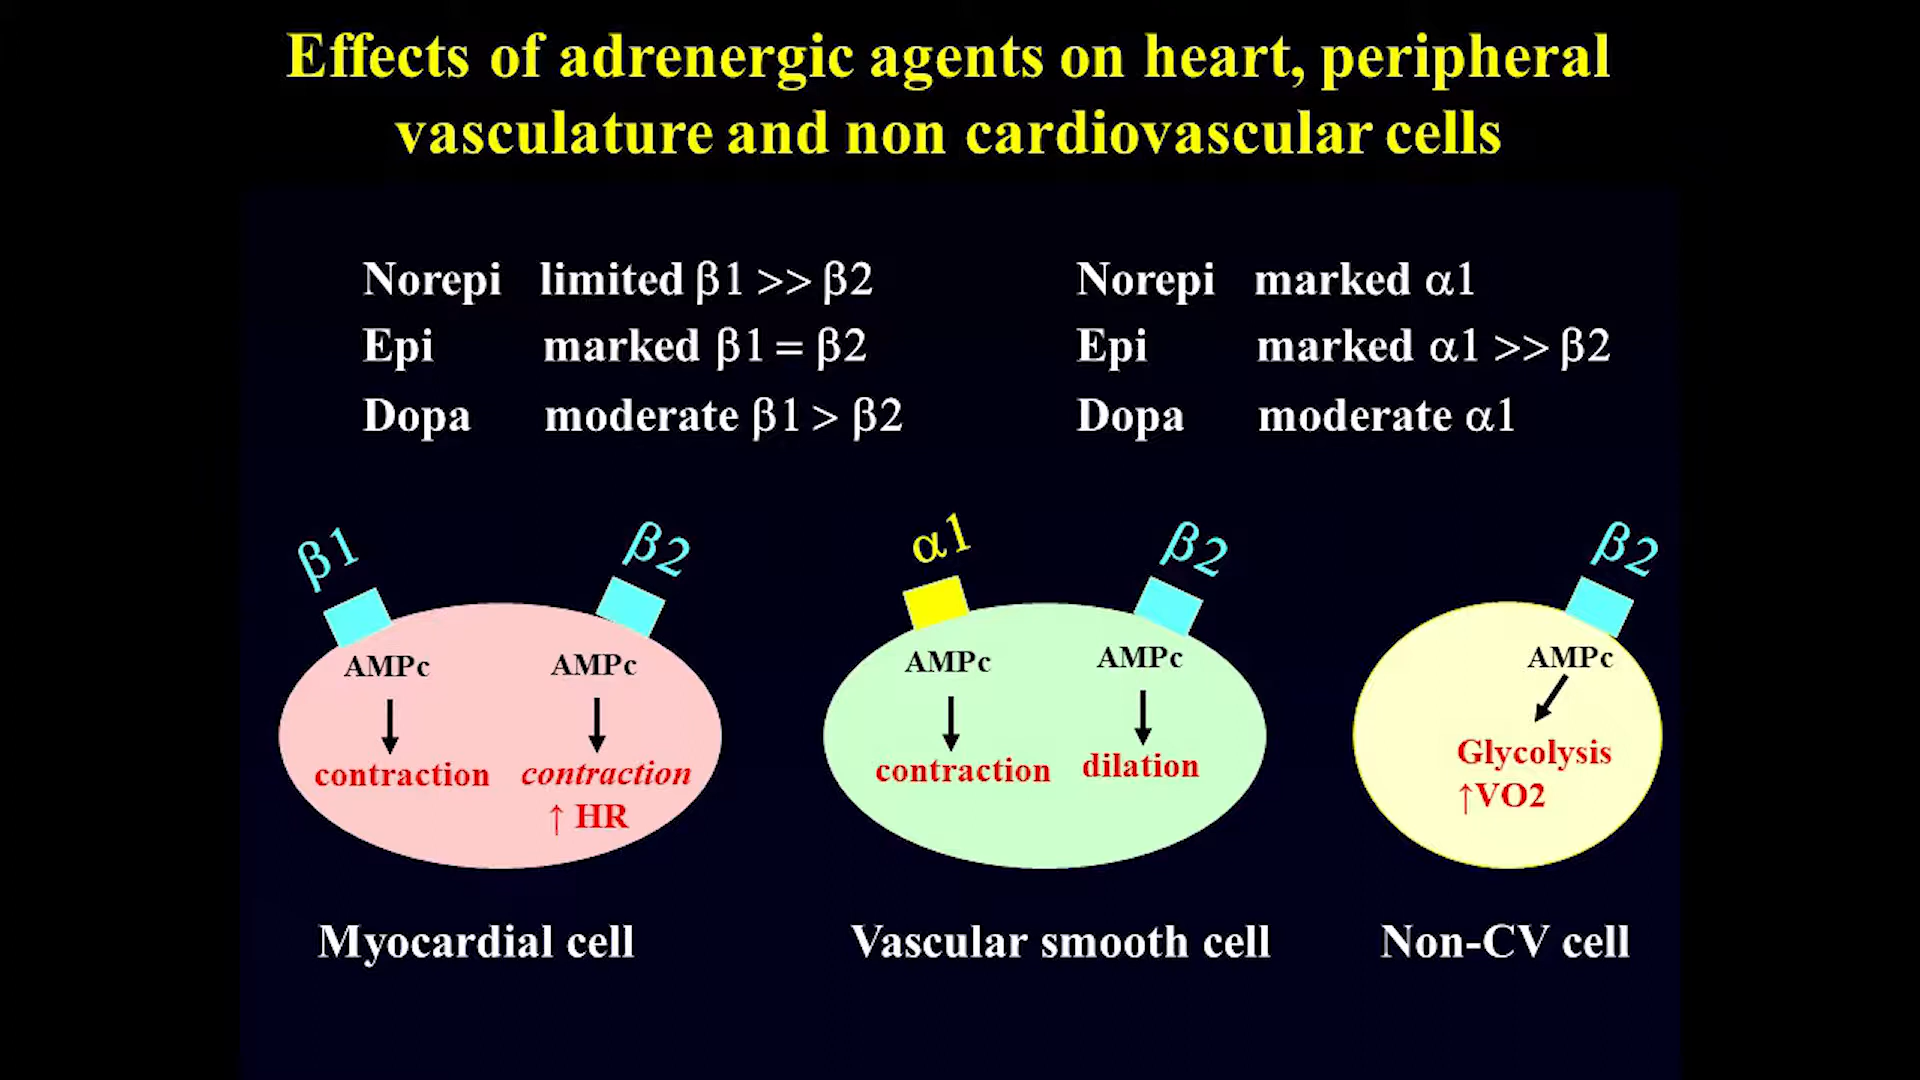 Effects of adrenergic agents on heart, peripheral
vasculature and non cardiovascular cells
Norepi limited β1 >> β2
Epi marked β1 = β2
Dopa moderate β1 > β2
Norepi marked α1
Epi marked α1 >> β2
Dopa moderate α1
β1
β2
AMPc
AMPc
contraction
contraction
↑ HR
Myocardial cell
α1
β2
AMPc
AMPc
contraction
dilation
Vascular smooth cell
β2
AMPc
Glycolysis
↑VO2
Non-CV cell